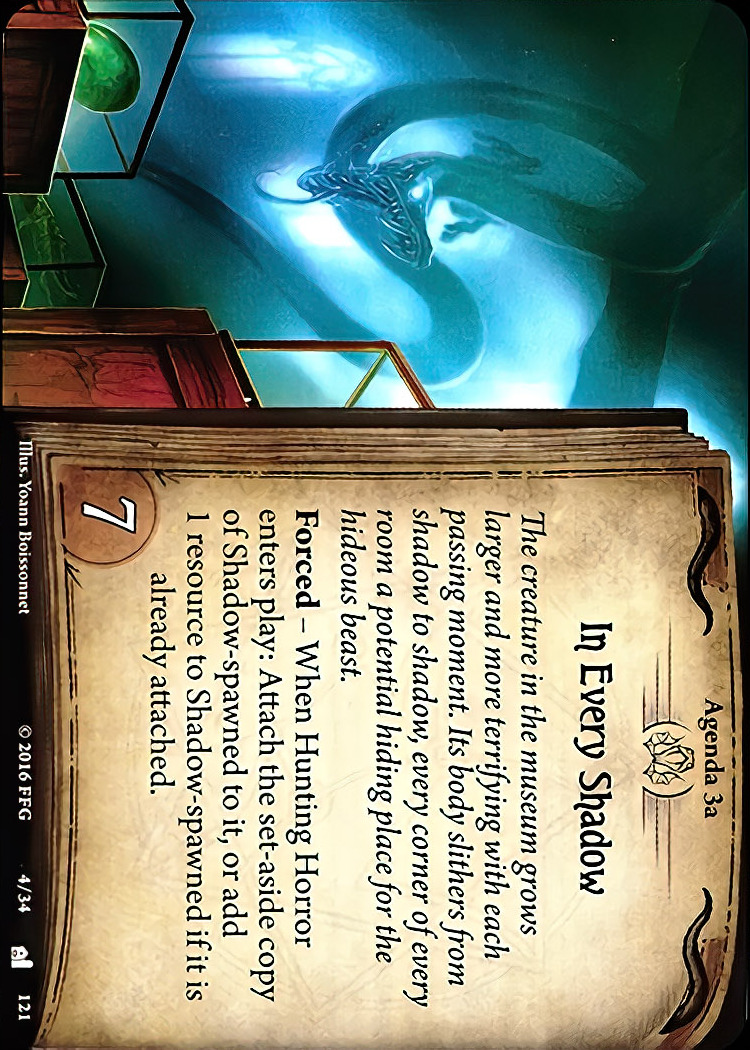 Agenda 3a
In Every Shadow
The creature in the museum grows
larger and more terrifying with each
passing moment. Its body slithers from
shadow to shadow, every corner of every
room a potential hiding place for the
hideous beast.
Forced – When Hunting Horror
enters play: Attach the set-aside copy
of Shadow-spawned to it, or add
1 resource to Shadow-spawned if it is
already attached.
7
Illus. Yoann Boissonnet
© 2016 FFG
4/34
121